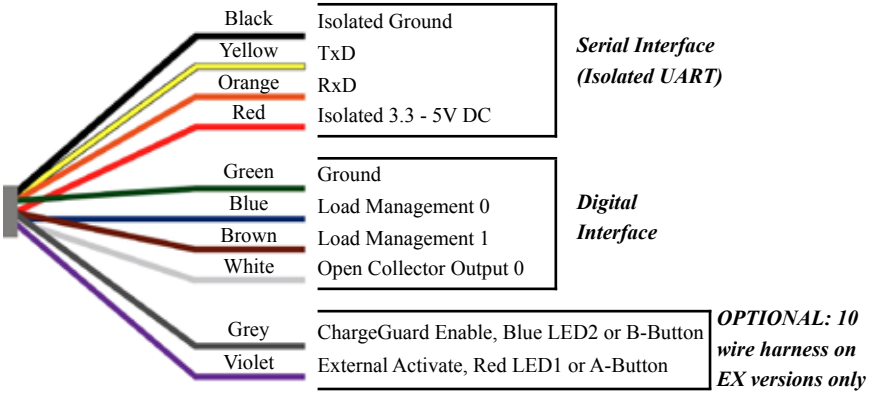 Black Isolated Ground
Yellow TxD
Orange RxD
Red Isolated 3.3 - 5V DC
Serial Interface
(Isolated UART)
Green Ground
Blue Load Management 0
Brown Load Management 1
White Open Collector Output 0
Digital
Interface
Grey ChargeGuard Enable, Blue LED2 or B-Button
Violet External Activate, Red LED1 or A-Button
OPTIONAL: 10
wire harness on
EX versions only